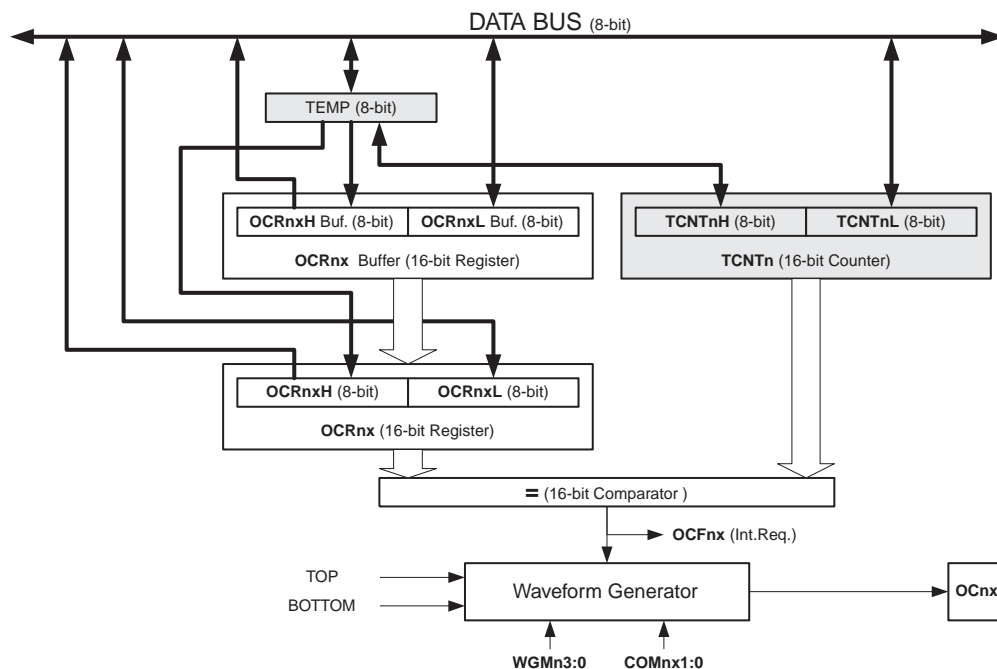 DATA BUS (8-bit)
TEMP (8-bit)
OCRnxH Buf. (8-bit) OCRnxL Buf. (8-bit) TCNTnH (8-bit) TCNTnL (8-bit)
OCRnx Buffer (16-bit Register) TCNTn (16-bit Counter)
OCRnxH (8-bit) OCRnxL (8-bit)
OCRnx (16-bit Register)
= (16-bit Comparator )
OCFnx (Int.Req.)
TOP
BOTTOM
Waveform Generator
OCnx
WGMn3:0 COMnx1:0